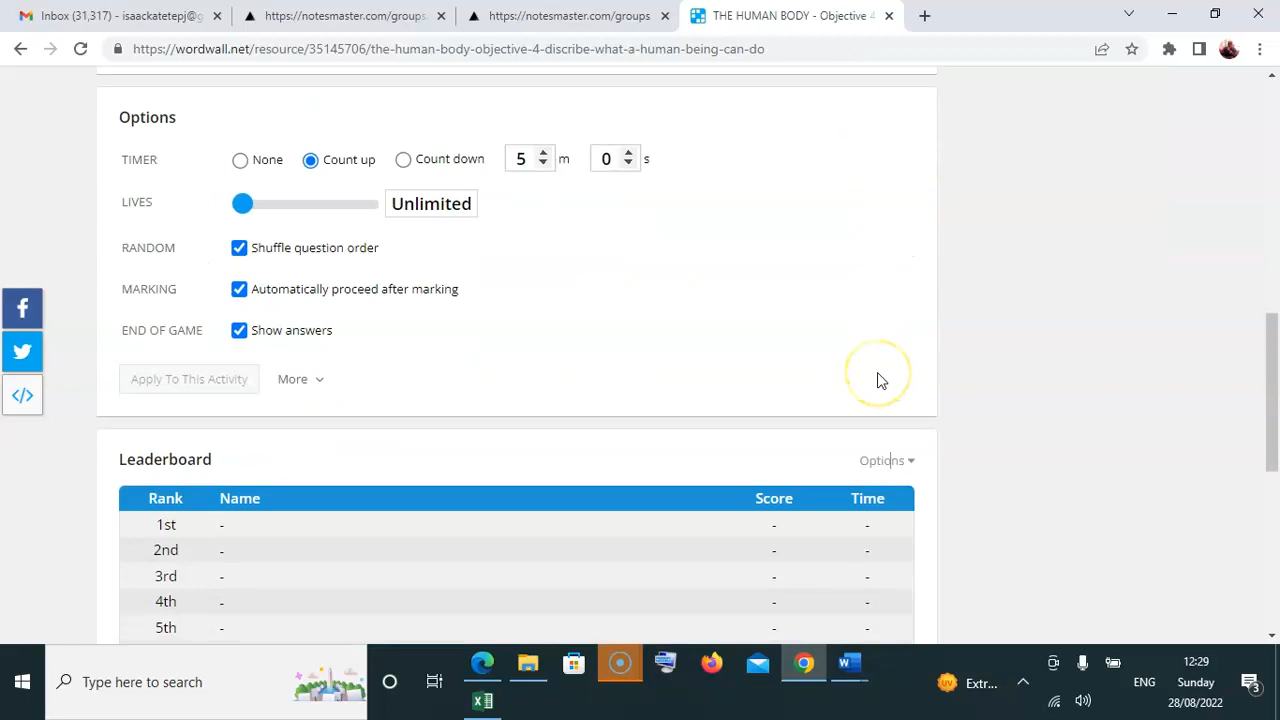 Inbox (31,317) - isaackatetepj@g
https://notesmaster.com/groups
https://notesmaster.com/groups
THE HUMAN BODY - Objective 4
https://wordwall.net/resource/35145706/the-human-body-objective-4-discribe-what-a-human-being-can-do
Options
TIMER None Count up Count down 5 m 0 s
LIVES Unlimited
RANDOM Shuffle question order
MARKING Automatically proceed after marking
END OF GAME Show answers
Apply To This Activity More
Leaderboard Options
Rank Name Score Time
1st - - -
2nd - - -
3rd - - -
4th - - -
5th - - -
Type here to search
UV Extr... ENG
12:29
Sunday
28/08/2022
3